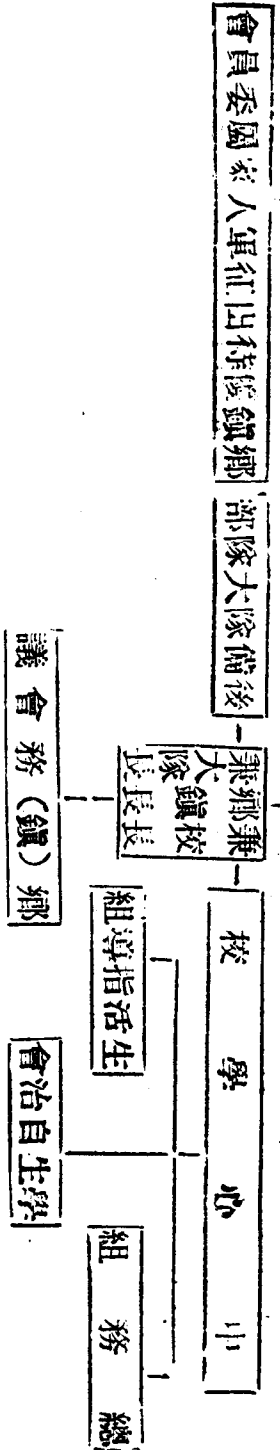 鄉鎮優待出征軍人家屬委員會
後備隊大隊部
兼校長
鄉鎮長
兼大隊長
中心學校
鄉(鎮)務會議
生活指導組
學生自治會
總務組